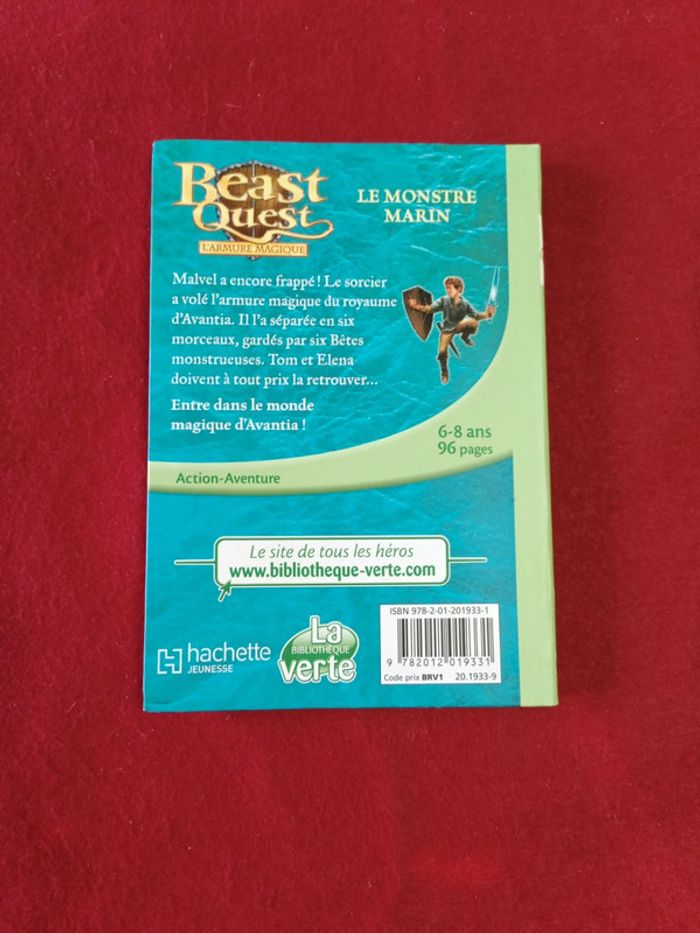 Beast
Quest
L'ARMURE MAGIQUE
LE MONSTRE
MARIN
Malvel a encore frappé ! Le sorcier
a volé l'armure magique du royaume
d'Avantia. Il l'a séparée en six
morceaux, gardés par six Bêtes
monstrueuses. Tom et Elena
doivent à tout prix la retrouver...
Entre dans le monde
magique d'Avantia !
6-8 ans
96 pages
Action-Aventure
Le site de tous les héros
www.bibliotheque-verte.com
hachette
JEUNESSE
La
BIBLIOTHÈQUE
verte
ISBN 978-2-01-201933-1
9 782012 019331
Code prix BRV1 20.1933-9